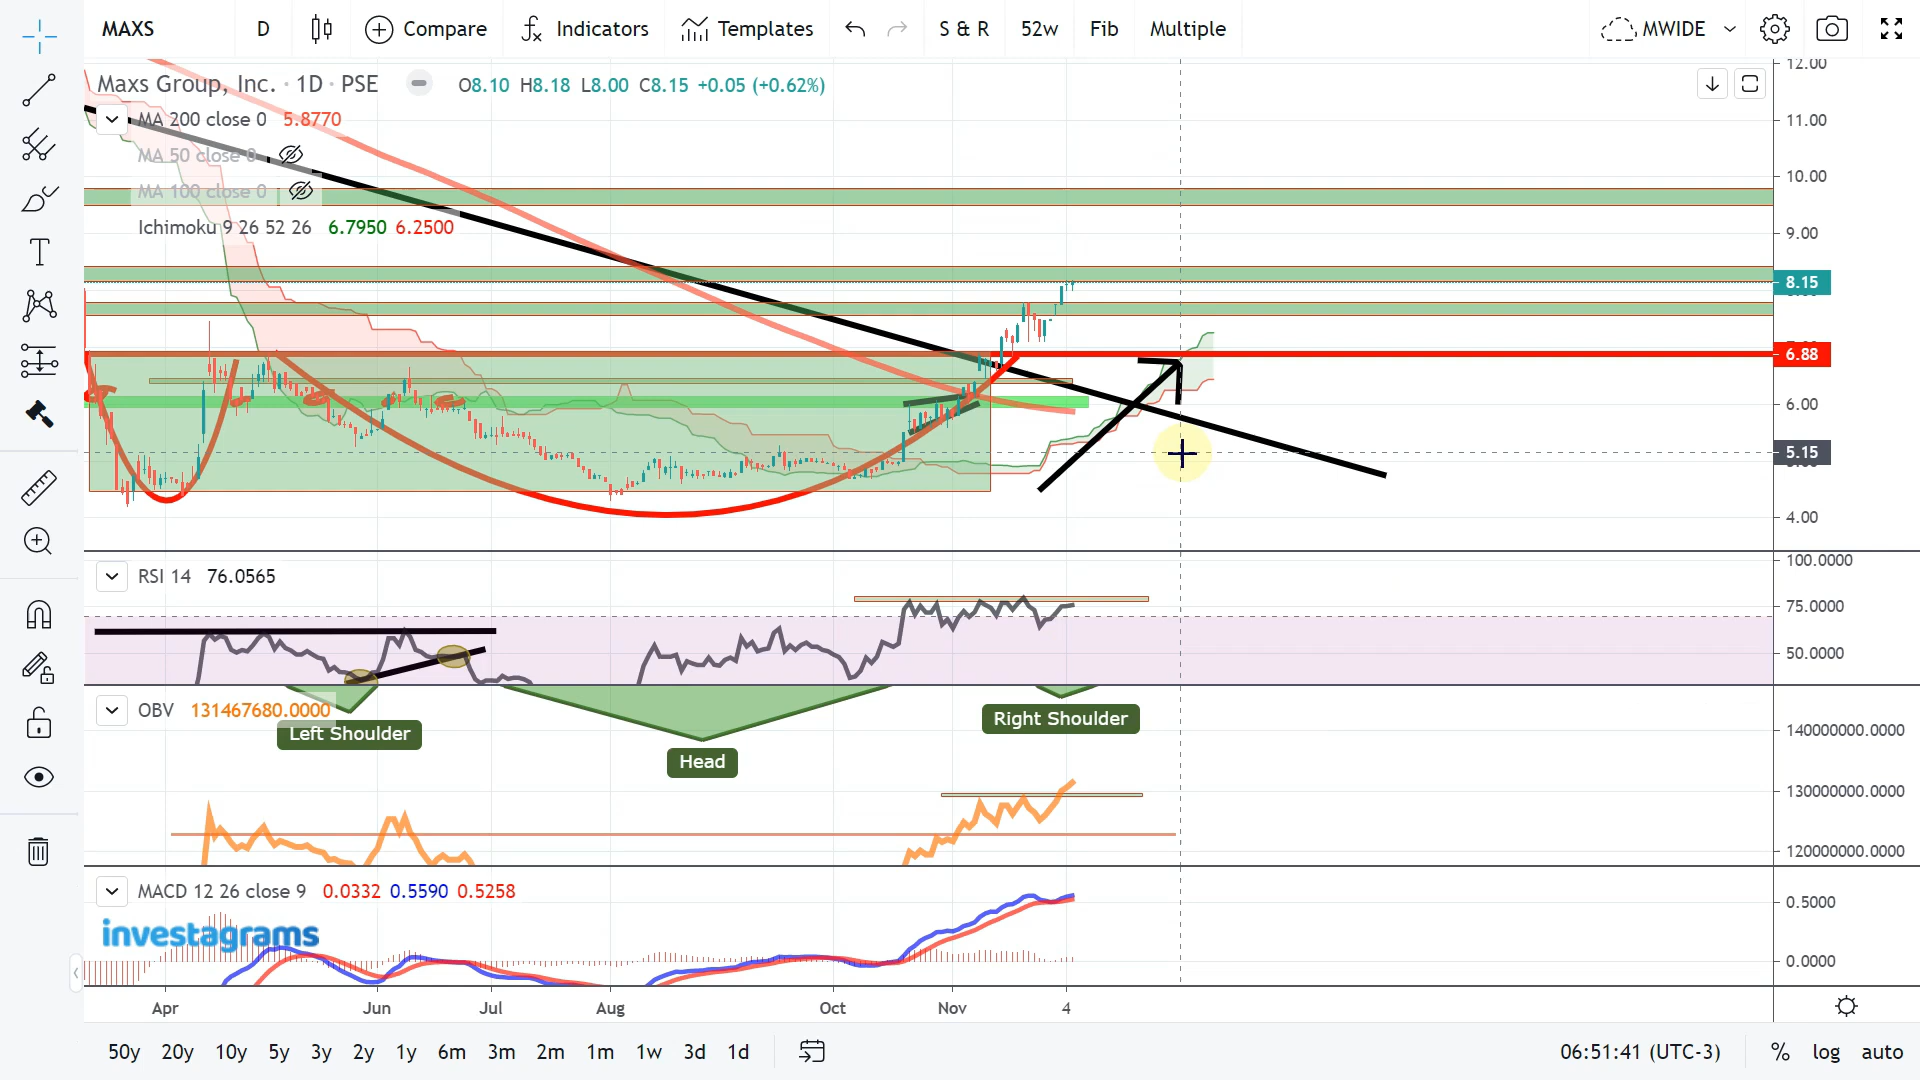 MAXS D Compare Indicators Templates S & R 52w Fib Multiple MWIDE
Maxs Group, Inc. · 1D · PSE O8.10 H8.18 L8.00 C8.15 +0.05 (+0.62%)
MA 200 close 0 5.8770
MA 50 close 0
MA 100 close 0
Ichimoku 9 26 52 26 6.7950 6.2500
12.00
11.00
10.00
9.00
8.15
6.88
6.00
5.15
4.00
RSI 14 76.0565
100.0000
75.0000
50.0000
OBV 131467680.0000
Left Shoulder
Head
Right Shoulder
140000000.0000
130000000.0000
120000000.0000
MACD 12 26 close 9 0.0332 0.5590 0.5258
investagrams
0.5000
0.0000
Apr Jun Jul Aug Oct Nov 4
50y 20y 10y 5y 3y 2y 1y 6m 3m 2m 1m 1w 3d 1d 06:51:41 (UTC-3) % log auto